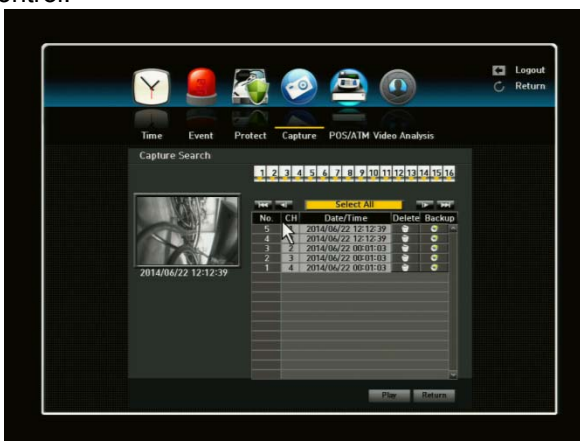 Logout
Return
Time Event Protect Capture POS/ATM Video Analysis
Capture Search
1 2 3 4 5 6 7 8 9 10 11 12 13 14 15 16
Select All
No. CH Date/Time Delete Backup
5 2014/06/22 12:12:39
4 2014/06/22 12:12:39
3 2 2014/06/22 00:01:03
2 3 2014/06/22 00:01:03
1 4 2014/06/22 00:01:03
2014/06/22 12:12:39
Play Return